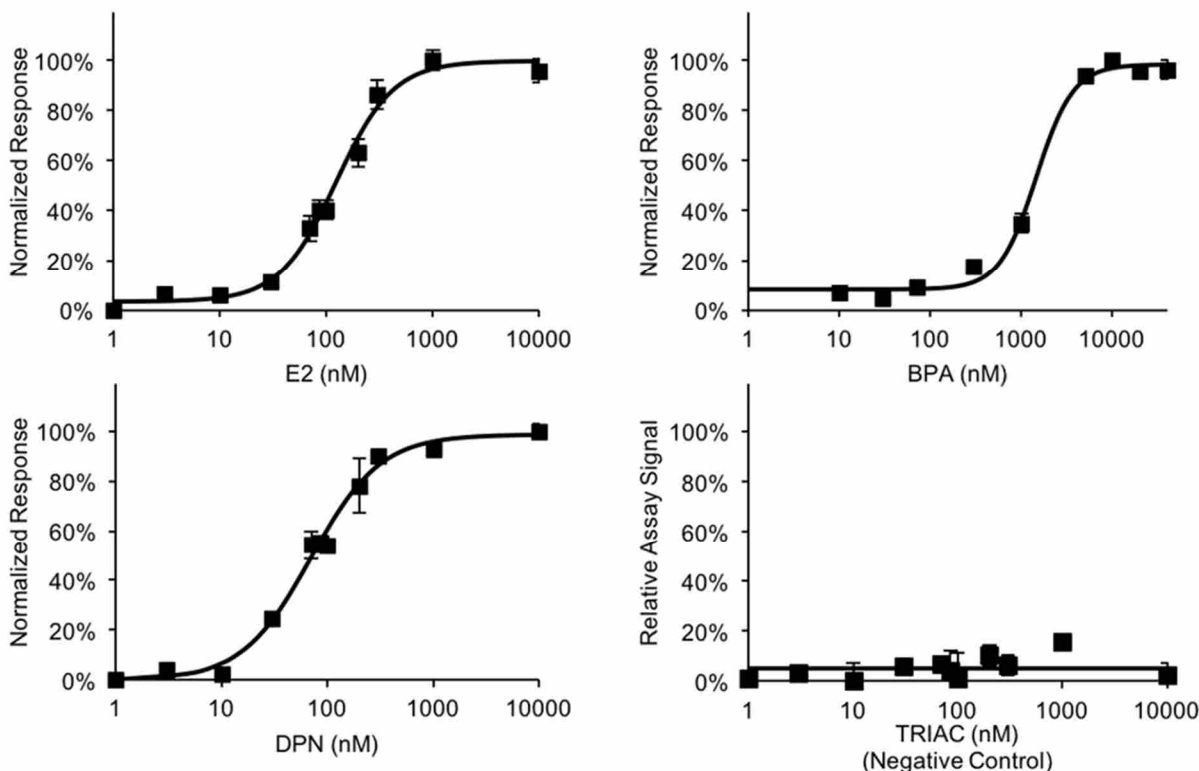 Normalized Response
100%
80%
60%
40%
20%
0%
1 10 100 1000 10000
E2 (nM)
Normalized Response
100%
80%
60%
40%
20%
0%
1 10 100 1000 10000
BPA (nM)
Normalized Response
100%
80%
60%
40%
20%
0%
1 10 100 1000 10000
DPN (nM)
Relative Assay Signal
100%
80%
60%
40%
20%
0%
1 10 100 1000 10000
TRIAC (nM)
(Negative Control)